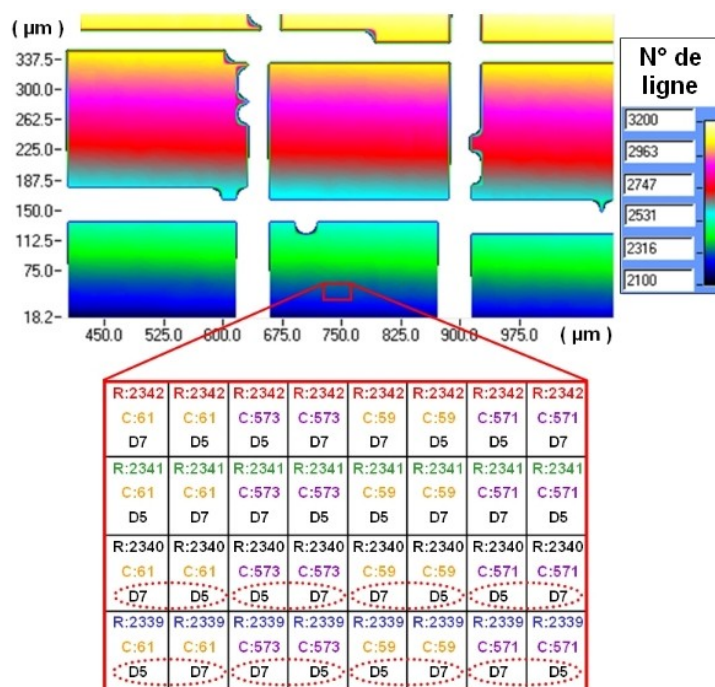 ( µm )
337.5-
300.0-
262.5-
225.0-
187.5-
150.0-
112.5-
75.0-
18.2-
450.0 525.0 600.0 675.0 750.0 825.0 900.0 975.0 ( µm )
N° de
ligne
3200
2963
2747
2531
2316
2100
R:2342 R:2342 R:2342 R:2342 R:2342 R:2342 R:2342 R:2342
C:61 C:61 C:573 C:573 C:59 C:59 C:571 C:571
D7 D5 D5 D7 D7 D5 D5 D7
R:2341 R:2341 R:2341 R:2341 R:2341 R:2341 R:2341 R:2341
C:61 C:61 C:573 C:573 C:59 C:59 C:571 C:571
D5 D7 D7 D5 D5 D7 D7 D5
R:2340 R:2340 R:2340 R:2340 R:2340 R:2340 R:2340 R:2340
C:61 C:61 C:573 C:573 C:59 C:59 C:571 C:571
D7 D5 D5 D7 D7 D5 D5 D7
R:2339 R:2339 R:2339 R:2339 R:2339 R:2339 R:2339 R:2339
C:61 C:61 C:573 C:573 C:59 C:59 C:571 C:571
D5 D7 D7 D5 D5 D7 D7 D5